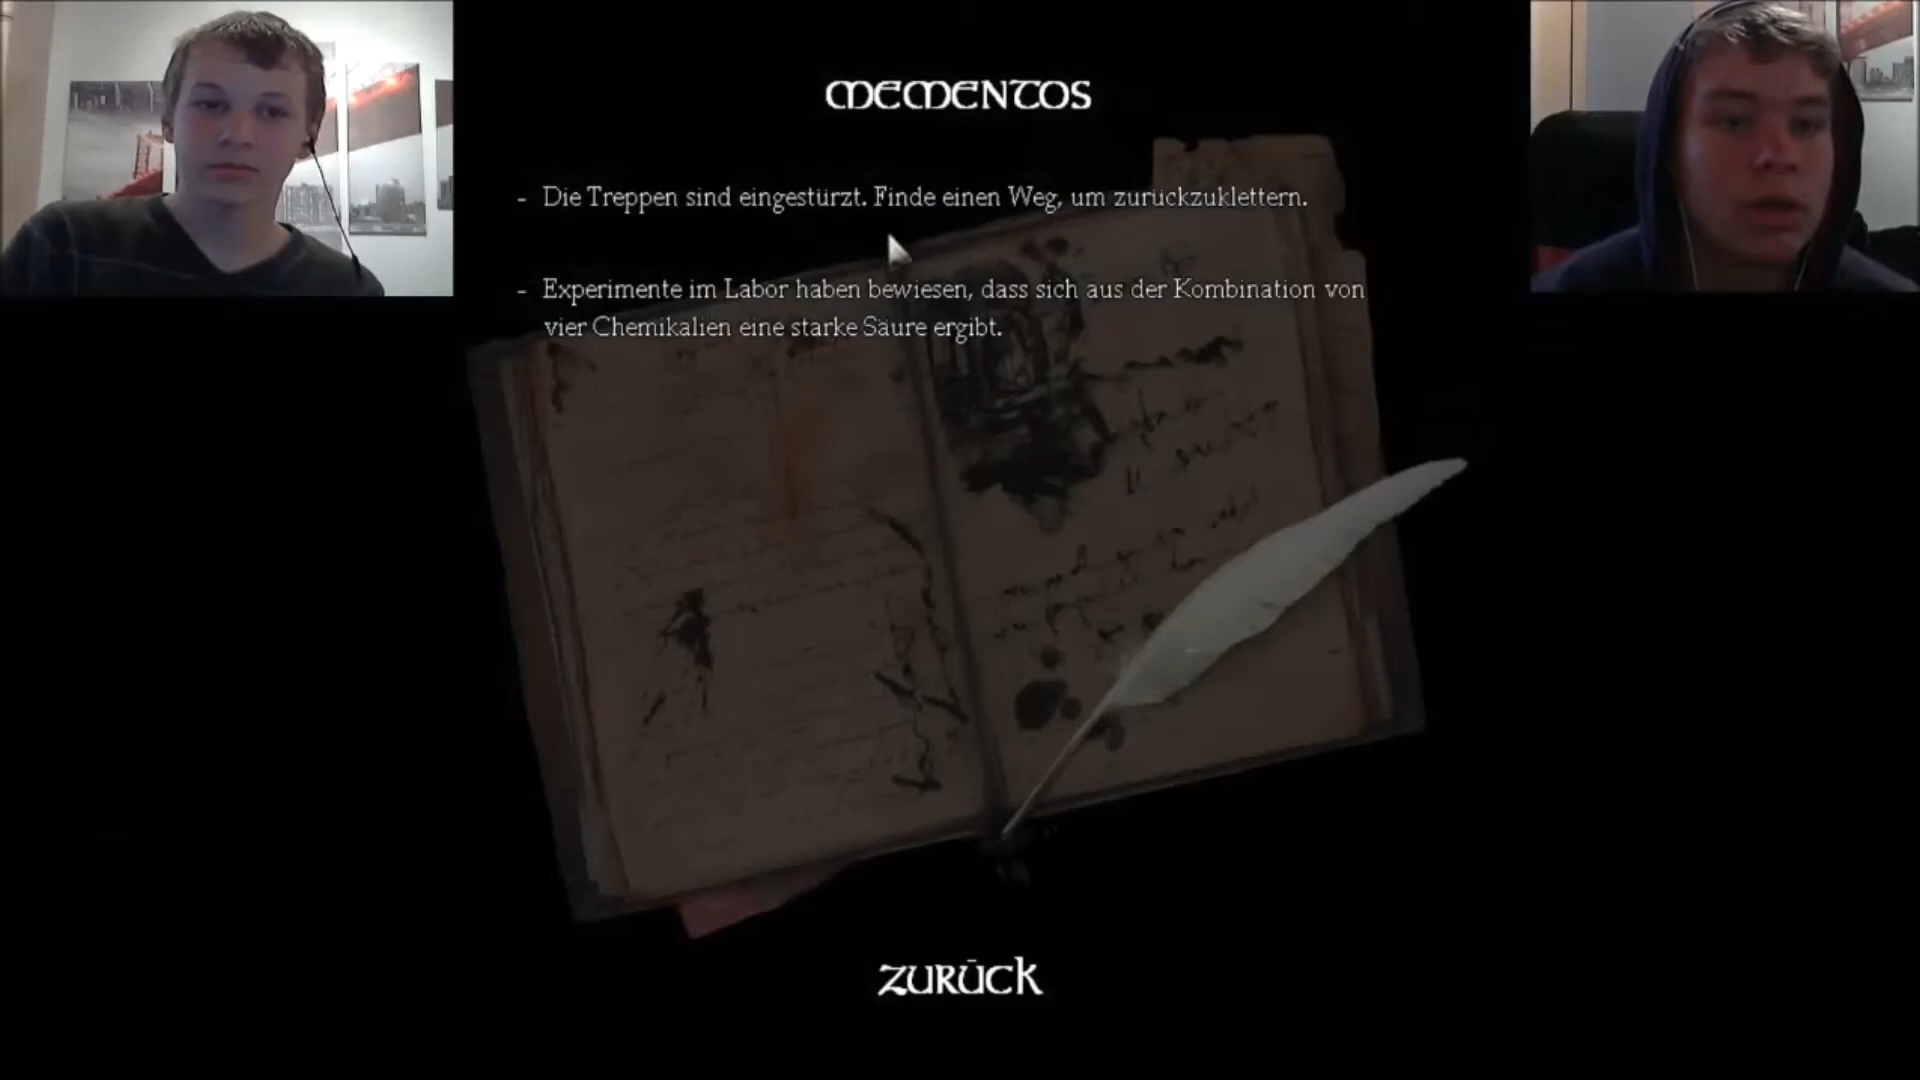 MEMENTOS
- Die Treppen sind eingestürzt. Finde einen Weg, um zurückzuklettern.
- Experimente im Labor haben bewiesen, dass sich aus der Kombination von
vier Chemikalien eine starke Säure ergibt.
ZURÜCK